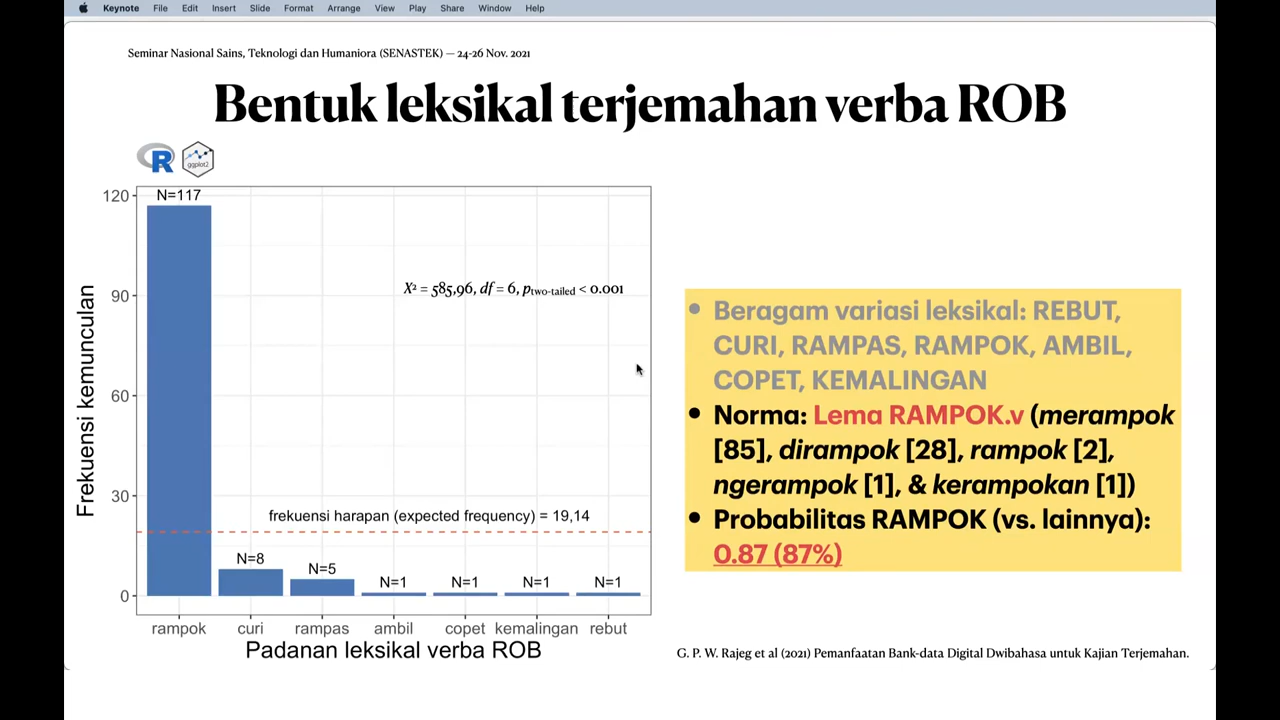 Keynote File Edit Insert Slide Format Arrange View Play Share Window Help
Seminar Nasional Sains, Teknologi dan Humaniora (SENASTEK) — 24-26 Nov. 2021
Bentuk leksikal terjemahan verba ROB
R ggplot2
120
90
60
30
0
Frekuensi kemunculan
N=117
X² = 585,96, df = 6, p two-tailed < 0.001
frekuensi harapan (expected frequency) = 19,14
N=8
N=5
N=1
N=1
N=1
N=1
rampok curi rampas ambil copet kemalingan rebut
Padanan leksikal verba ROB
• Beragam variasi leksikal: REBUT,
CURI, RAMPAS, RAMPOK, AMBIL,
COPET, KEMALINGAN
• Norma: Lema RAMPOK.v (merampok
[85], dirampok [28], rampok [2],
ngerampok [1], & kerampokan [1])
• Probabilitas RAMPOK (vs. lainnya):
0.87 (87%)
G. P. W. Rajeg et al (2021) Pemanfaatan Bank-data Digital Dwibahasa untuk Kajian Terjemahan.